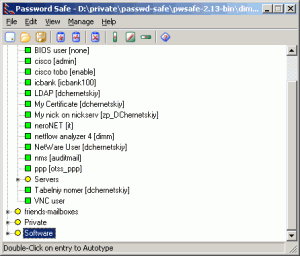 Password Safe - D:\private\passwd-safe\pwsafe-2.13-bin\dim...
File Edit View Manage Help
BIOS user [none]
cisco [admin]
cisco tobo [enable]
icbank [icbank100]
LDAP [dchernetskiy]
My Certificate [dchernetskiy]
My nick on nickserv [zp_DChernetskiy]
neroNET [it]
netflow analyzer 4 [dimm]
NetWare User [dchernetskiy]
nms [auditmail]
ppp [otss_ppp]
Servers
Tabelniy nomer [dchernetskiy]
VNC user
friends-mailboxes
Private
Software
Double-Click on entry to Autotype